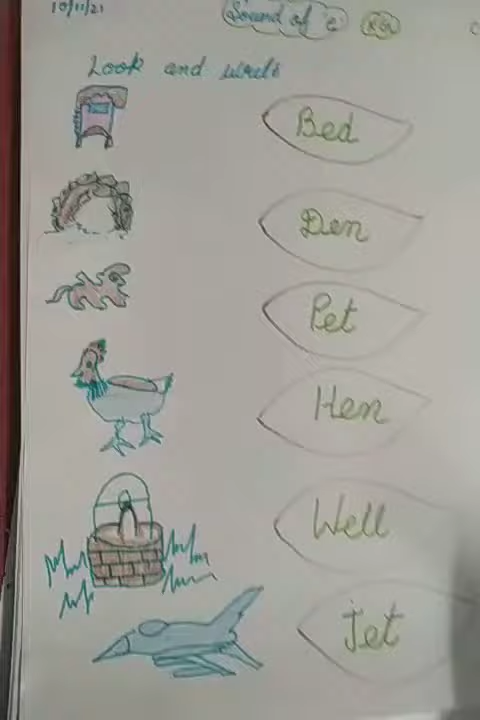 10/11/21
Sound of 'e'
Look and write
Bed
Den
Pet
Hen
Well
Jet